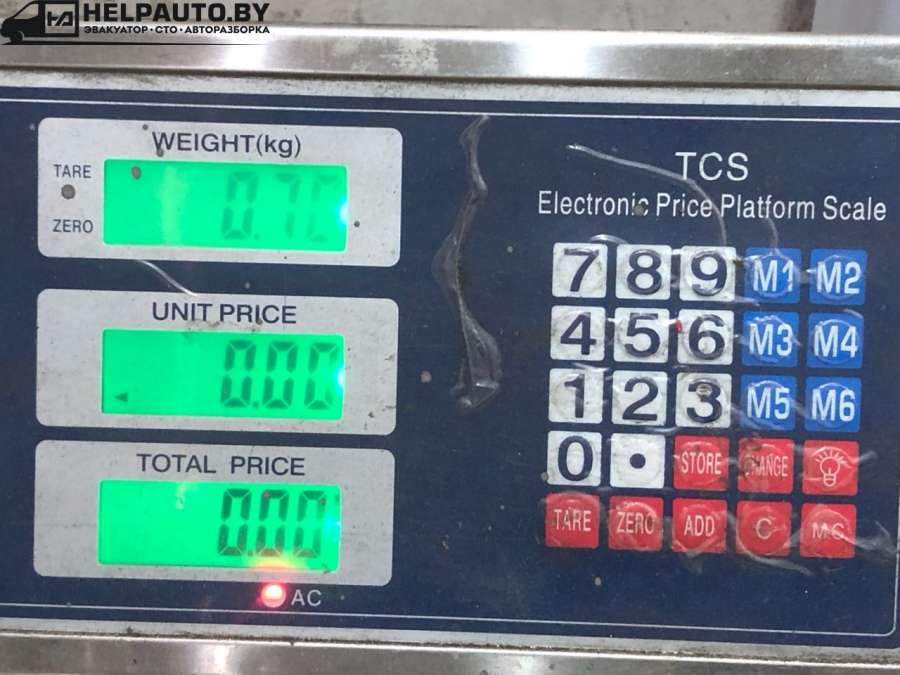 HELPAUTO.BY
ЭВАКУАТОР•СТО•АВТОРАЗБОРКА
WEIGHT(kg)
TARE
0.70
ZERO
UNIT PRICE
0.00
TOTAL PRICE
0.00
AC
TCS
Electronic Price Platform Scale
7 8 9 M1 M2
4 5 6 M3 M4
1 2 3 M5 M6
0 • STORE CHANGE
TARE ZERO ADD C MC